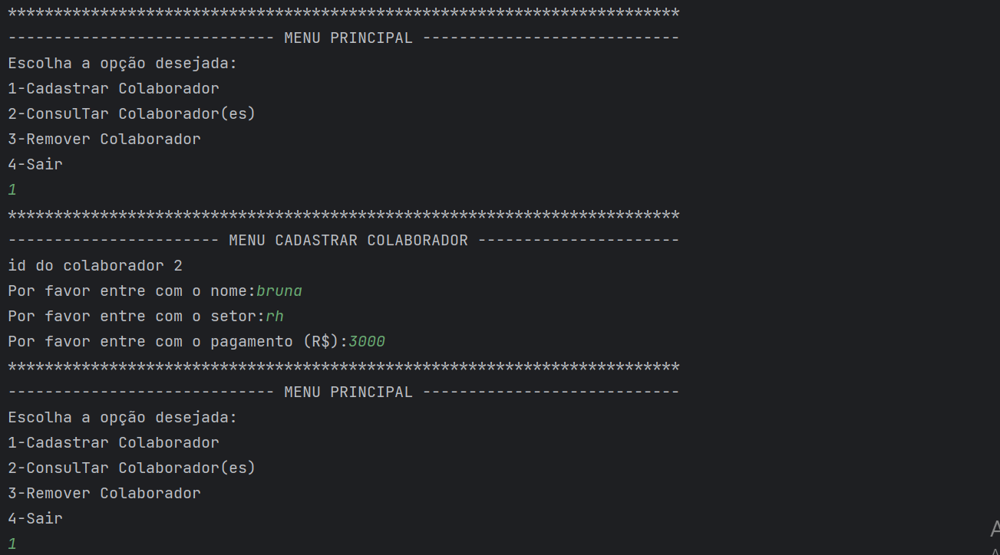 *************************************************************************
----------------------------- MENU PRINCIPAL ----------------------------
Escolha a opção desejada:
1-Cadastrar Colaborador
2-ConsulTar Colaborador(es)
3-Remover Colaborador
4-Sair
1
*************************************************************************
----------------------- MENU CADASTRAR COLABORADOR ----------------------
id do colaborador 2
Por favor entre com o nome:bruna
Por favor entre com o setor:rh
Por favor entre com o pagamento (R$):3000
*************************************************************************
----------------------------- MENU PRINCIPAL ----------------------------
Escolha a opção desejada:
1-Cadastrar Colaborador
2-ConsulTar Colaborador(es)
3-Remover Colaborador
4-Sair
1